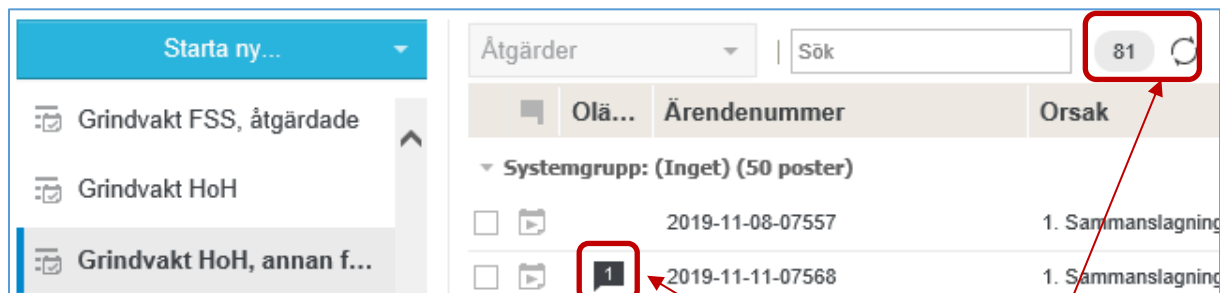 Starta ny...
Åtgärder
Sök
81
Grindvakt FSS, åtgärdade
Olä...
Ärendenummer
Orsak
Systemgrupp: (Inget) (50 poster)
Grindvakt HoH
2019-11-08-07557
1. Sammanslagning
Grindvakt HoH, annan f...
1
2019-11-11-07568
1. Sammanslagning